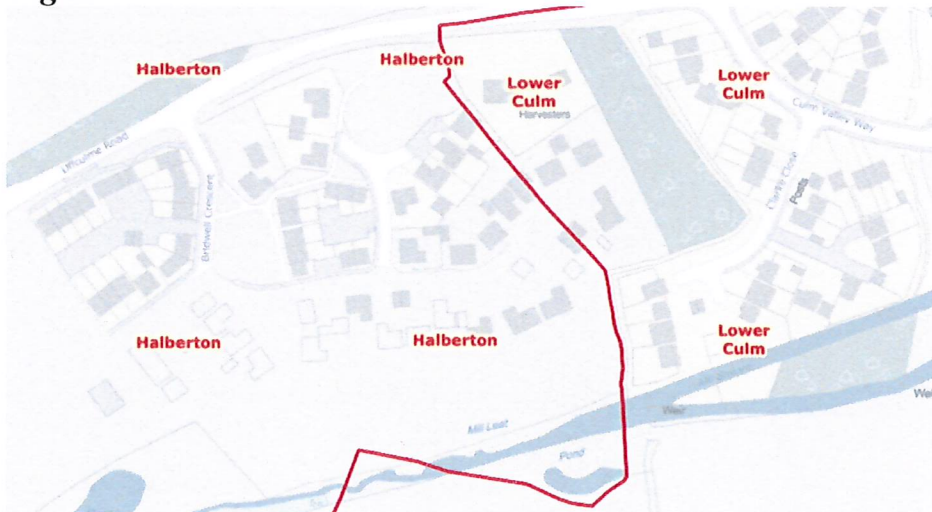 Halberton
Halberton
Lower
Culm
Harvesters
Lower
Culm
Culm Valley Way
Uffculme Road
Clarks Close
Posts
Bridwell Crescent
Halberton
Halberton
Lower
Culm
Weir
Mill Leat
Pond